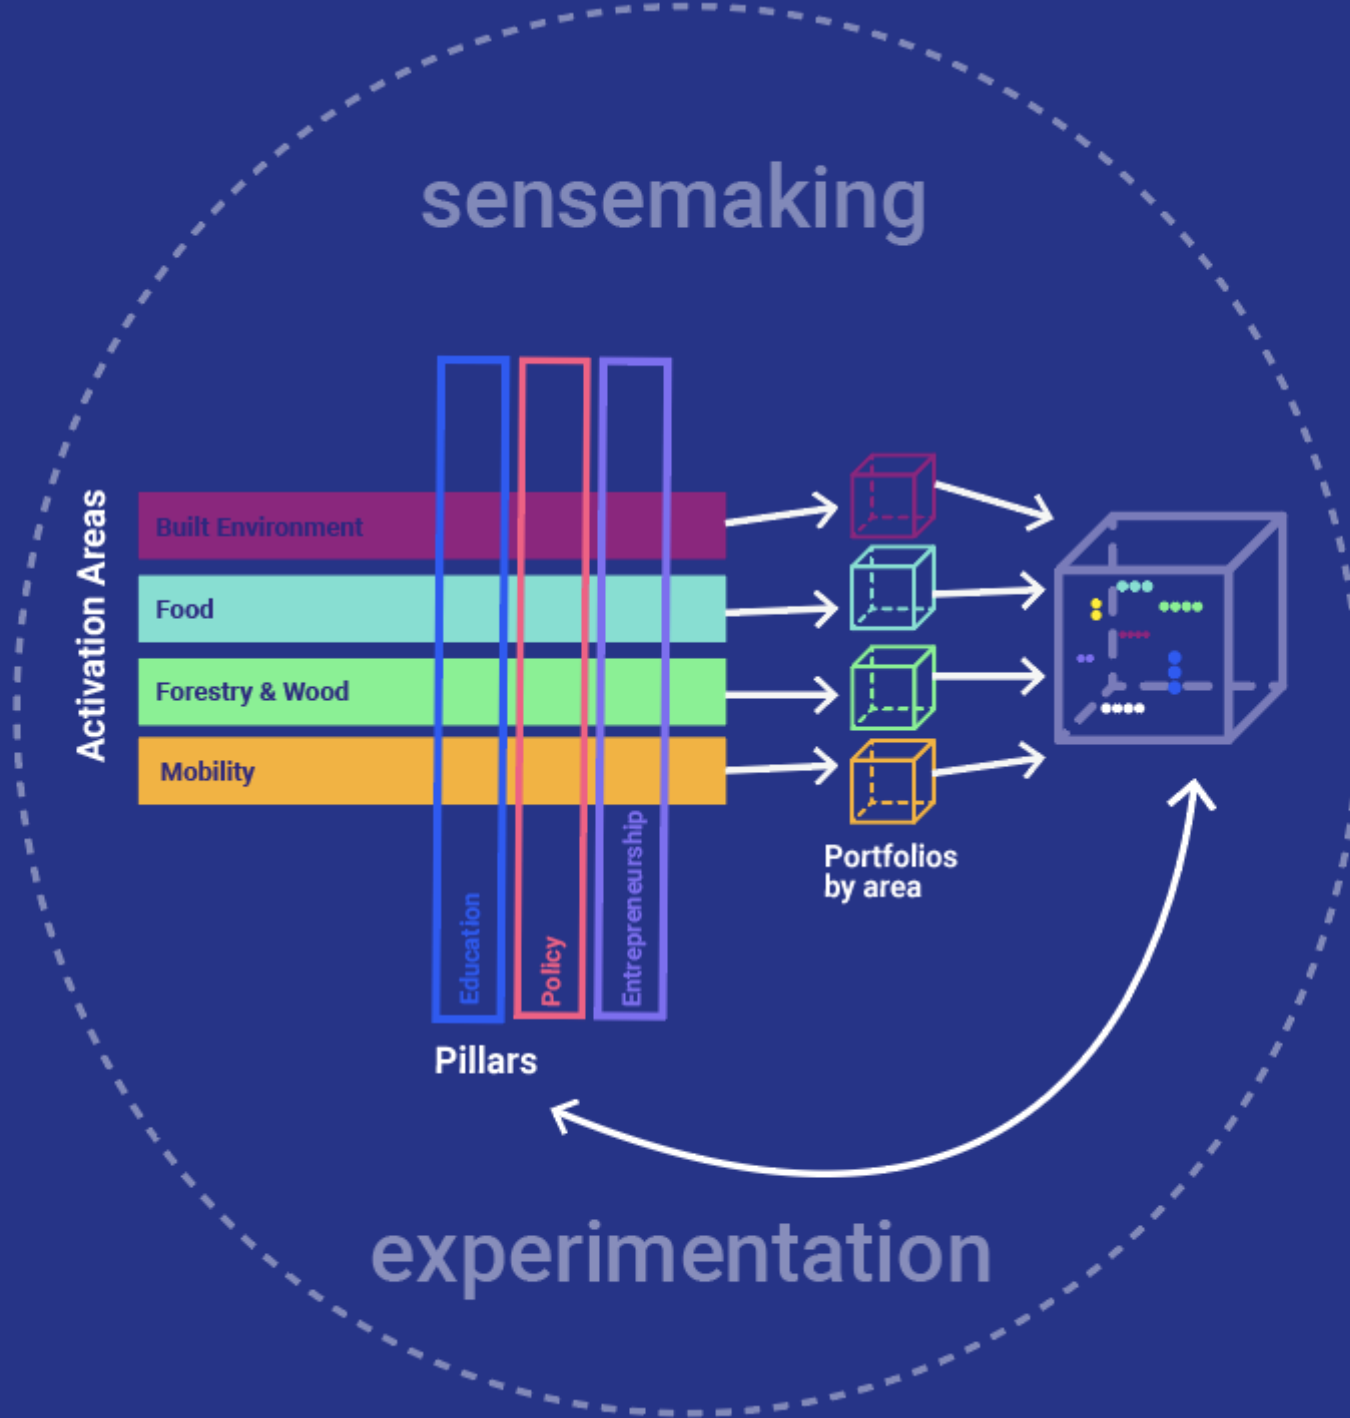 sensemaking
Activation Areas
Built Environment
Food
Forestry & Wood
Mobility
Education
Policy
Entrepreneurship
Pillars
Portfolios
by area
experimentation